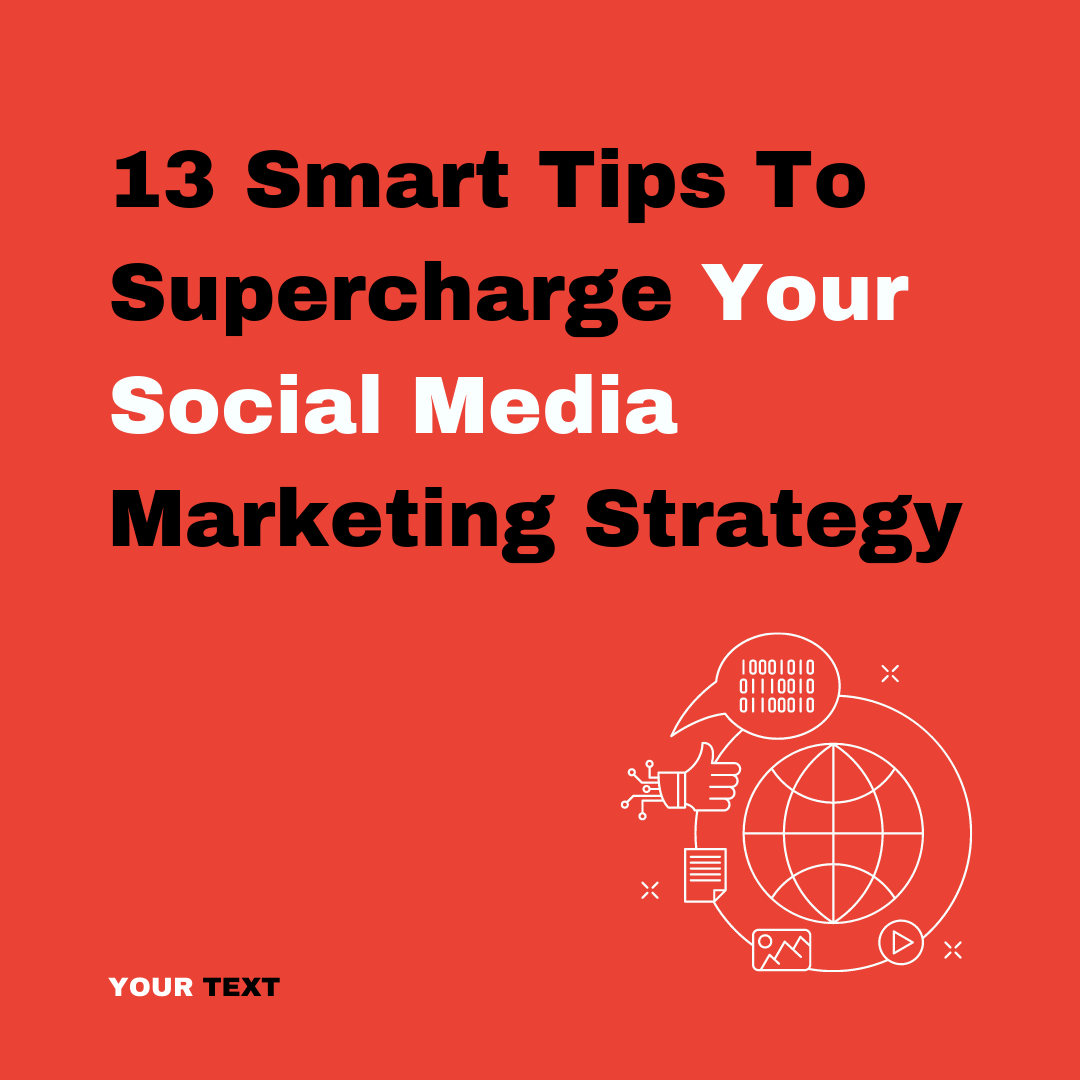 13 Smart Tips To
Supercharge Your
Social Media
Marketing Strategy
10001010
01110010
01100010
YOUR TEXT